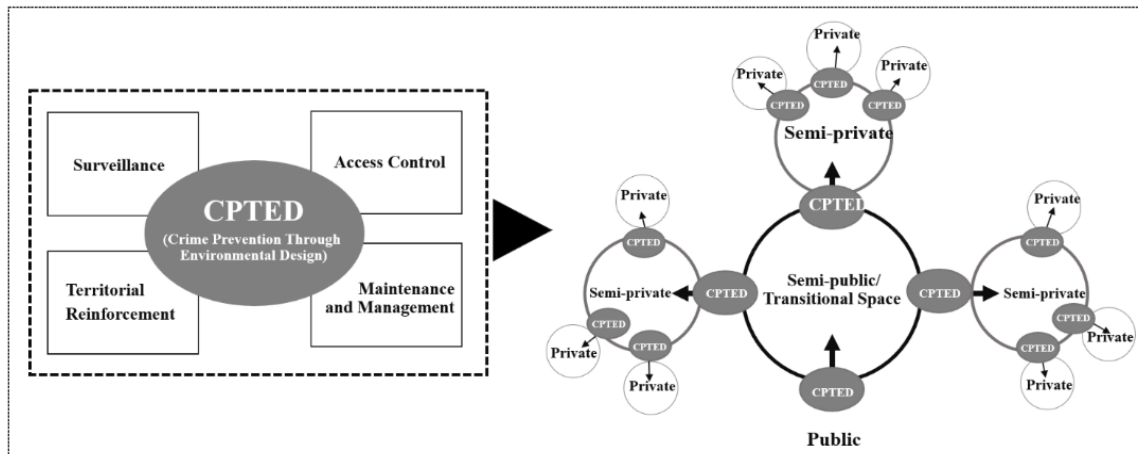 Surveillance
Access Control
CPTED
(Crime Prevention Through
Environmental Design)
Territorial
Reinforcement
Maintenance
and Management
Private
Private
Private
CPTED
CPTED
CPTED
Semi-private
CPTED
Private
CPTED
Semi-private
CPTED
CPTED
CPTED
Private
Private
Semi-public/
Transitional Space
Private
CPTED
CPTED
Semi-private
CPTED
CPTED
Private
Private
CPTED
Public